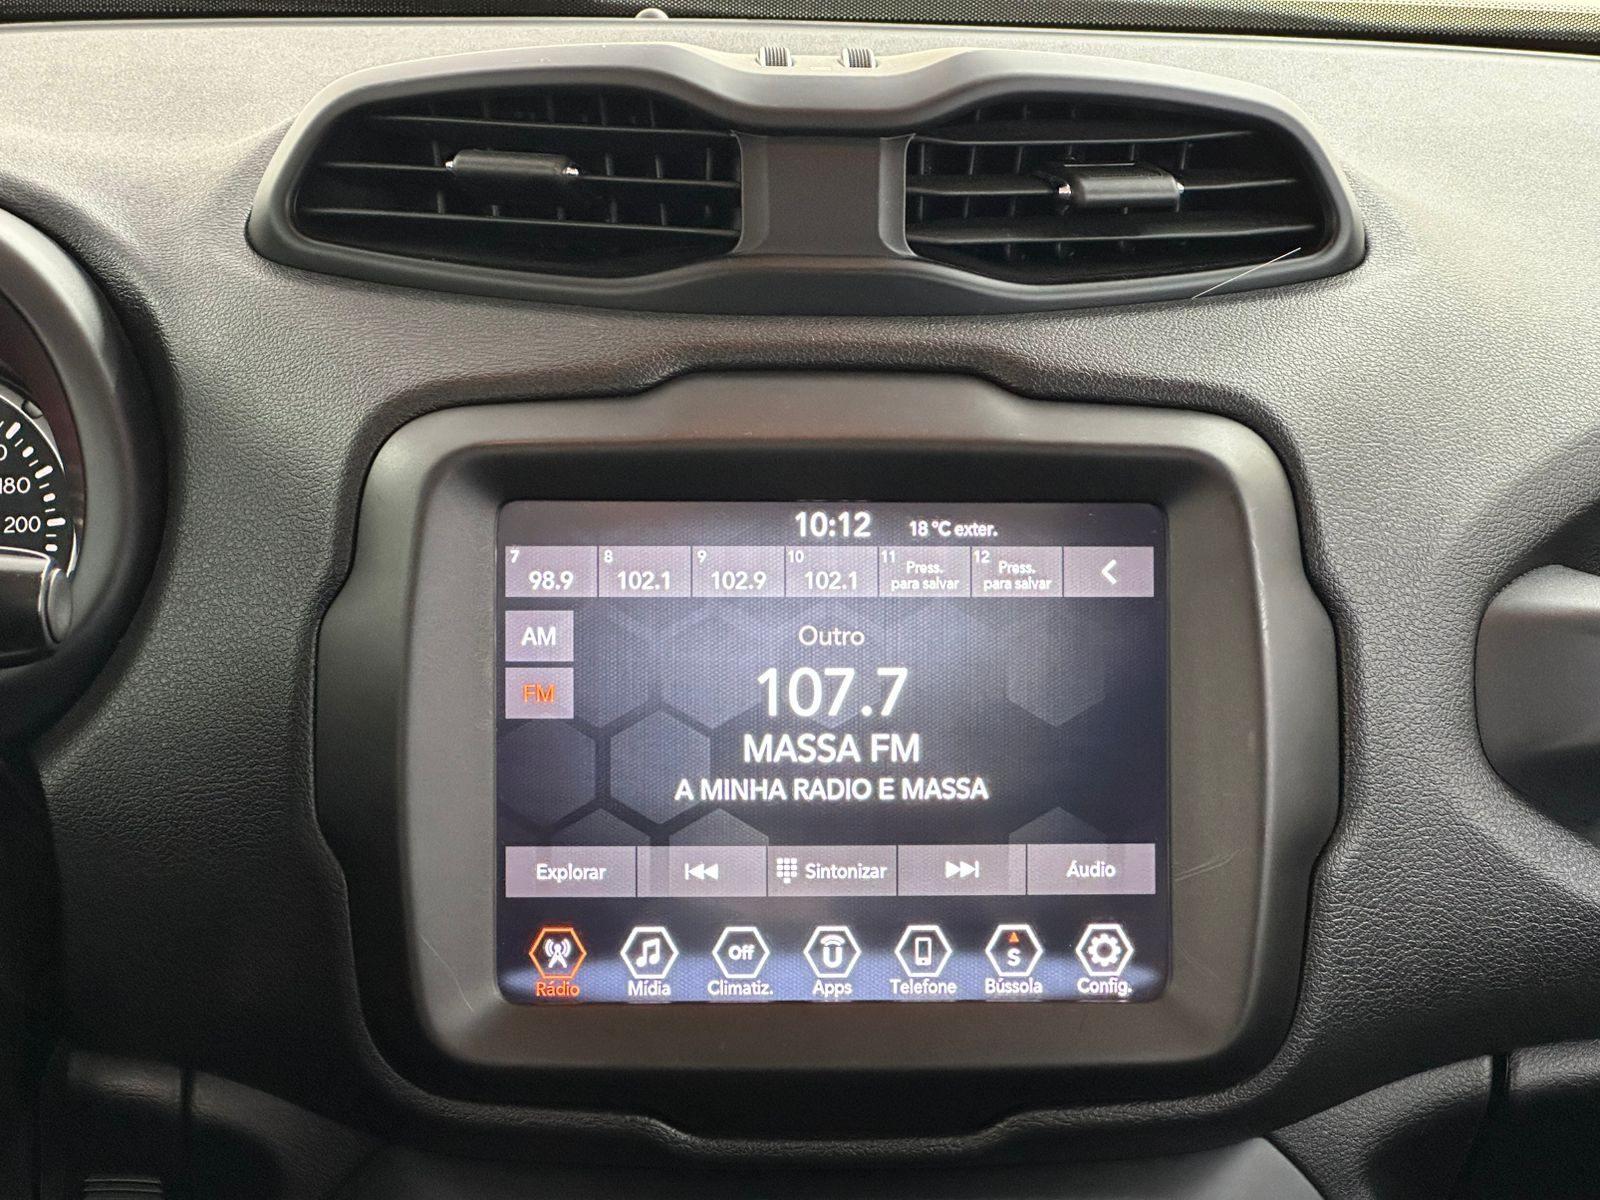 180
200
10:12 18 °C exter.
7 98.9 8 102.1 9 102.9 10 102.1 11 Press. para salvar 12 Press. para salvar
AM
Outro
FM
107.7
MASSA FM
A MINHA RADIO E MASSA
Explorar Sintonizar Áudio
Off U S
Rádio Mídia Climatiz. Apps Telefone Bússola Config.